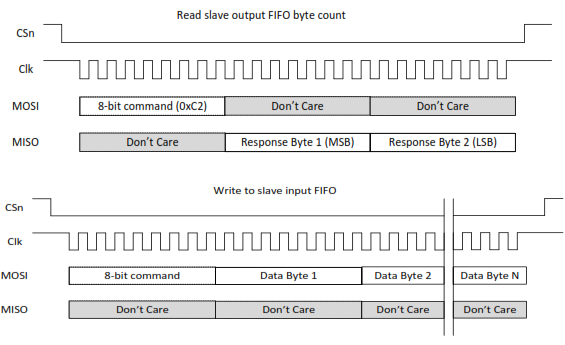 Read slave output FIFO byte count
CSn
Clk
MOSI 8-bit command (0xC2) Don't Care Don't Care
MISO Don't Care Response Byte 1 (MSB) Response Byte 2 (LSB)
Write to slave input FIFO
CSn
Clk
MOSI 8-bit command Data Byte 1 Data Byte 2 Data Byte N
MISO Don't Care Don't Care Don't Care Don't Care